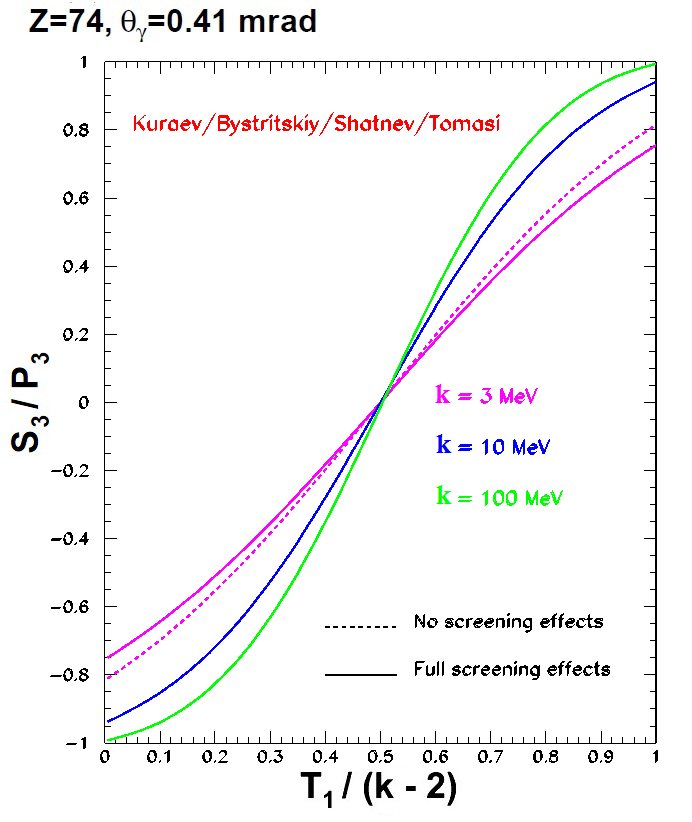 Z=74, θγ=0.41 mrad
Kuraev/Bystritskiy/Shatnev/Tomasi
1
0.8
0.6
0.4
0.2
0
−0.2
−0.4
−0.6
−0.8
−1
S3 / P3
k = 3 MeV
k = 10 MeV
k = 100 MeV
No screening effects
Full screening effects
0 0.1 0.2 0.3 0.4 0.5 0.6 0.7 0.8 0.9 1
T1 / (k - 2)